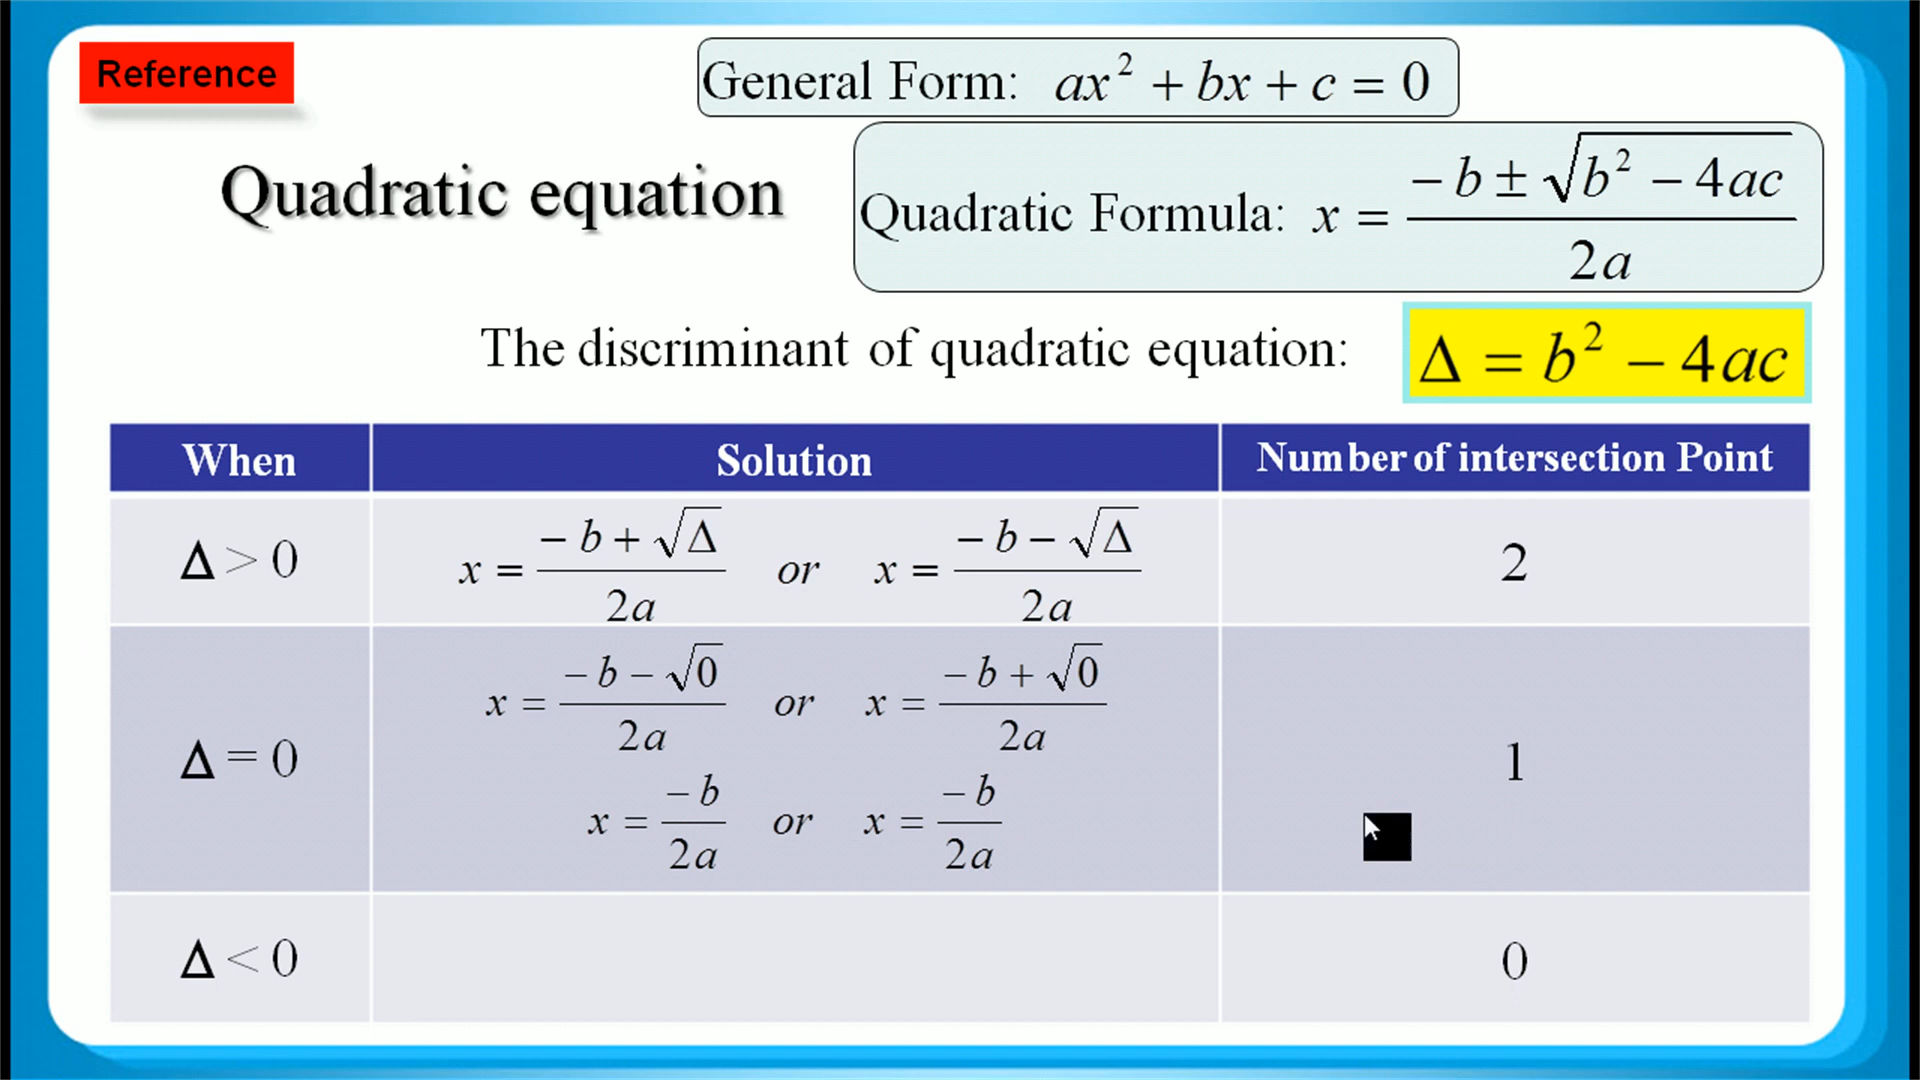 Reference
General Form: ax² + bx + c = 0
Quadratic equation
Quadratic Formula: x = (−b ± √(b² − 4ac)) / 2a
The discriminant of quadratic equation: Δ = b² − 4ac
When Solution Number of intersection Point
Δ > 0 x = (−b + √Δ) / 2a or x = (−b − √Δ) / 2a 2
Δ = 0 x = (−b − √0) / 2a or x = (−b + √0) / 2a 1
x = −b / 2a or x = −b / 2a
Δ < 0 0